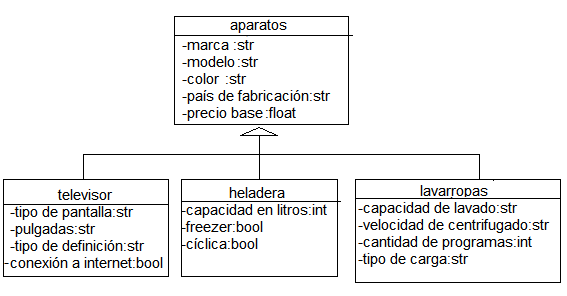 aparatos
-marca :str
-modelo :str
-color :str
-país de fabricación:str
-precio base:float
televisor
-tipo de pantalla:str
-pulgadas:str
-tipo de definición:str
-conexión a internet:bool
heladera
-capacidad en litros:int
-freezer:bool
-cíclica:bool
lavarropas
-capacidad de lavado:str
-velocidad de centrifugado:str
-cantidad de programas:int
-tipo de carga:str